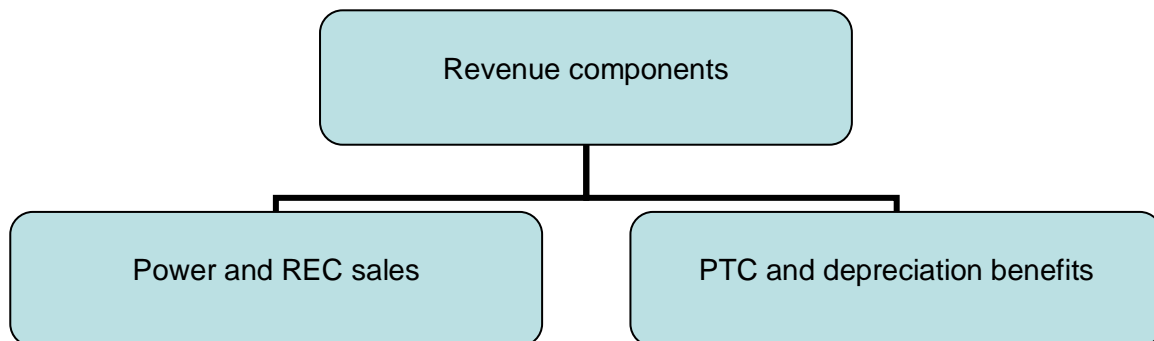 Revenue components
Power and REC sales
PTC and depreciation benefits